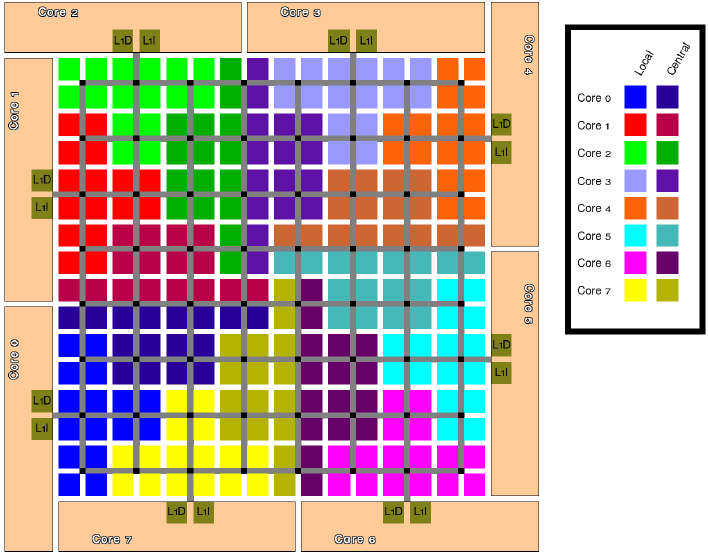 Core 2
Core 3
L1D L1I
L1D L1I
Core 4
Local
Central
Core 0
Core 1
Core 2
Core 3
Core 4
Core 5
Core 6
Core 7
Core 1
L1D
L1I
L1D
L1I
Core 0
Core 5
L1D
L1I
L1D
L1I
L1D L1I
L1D L1I
Core 7
Core 6